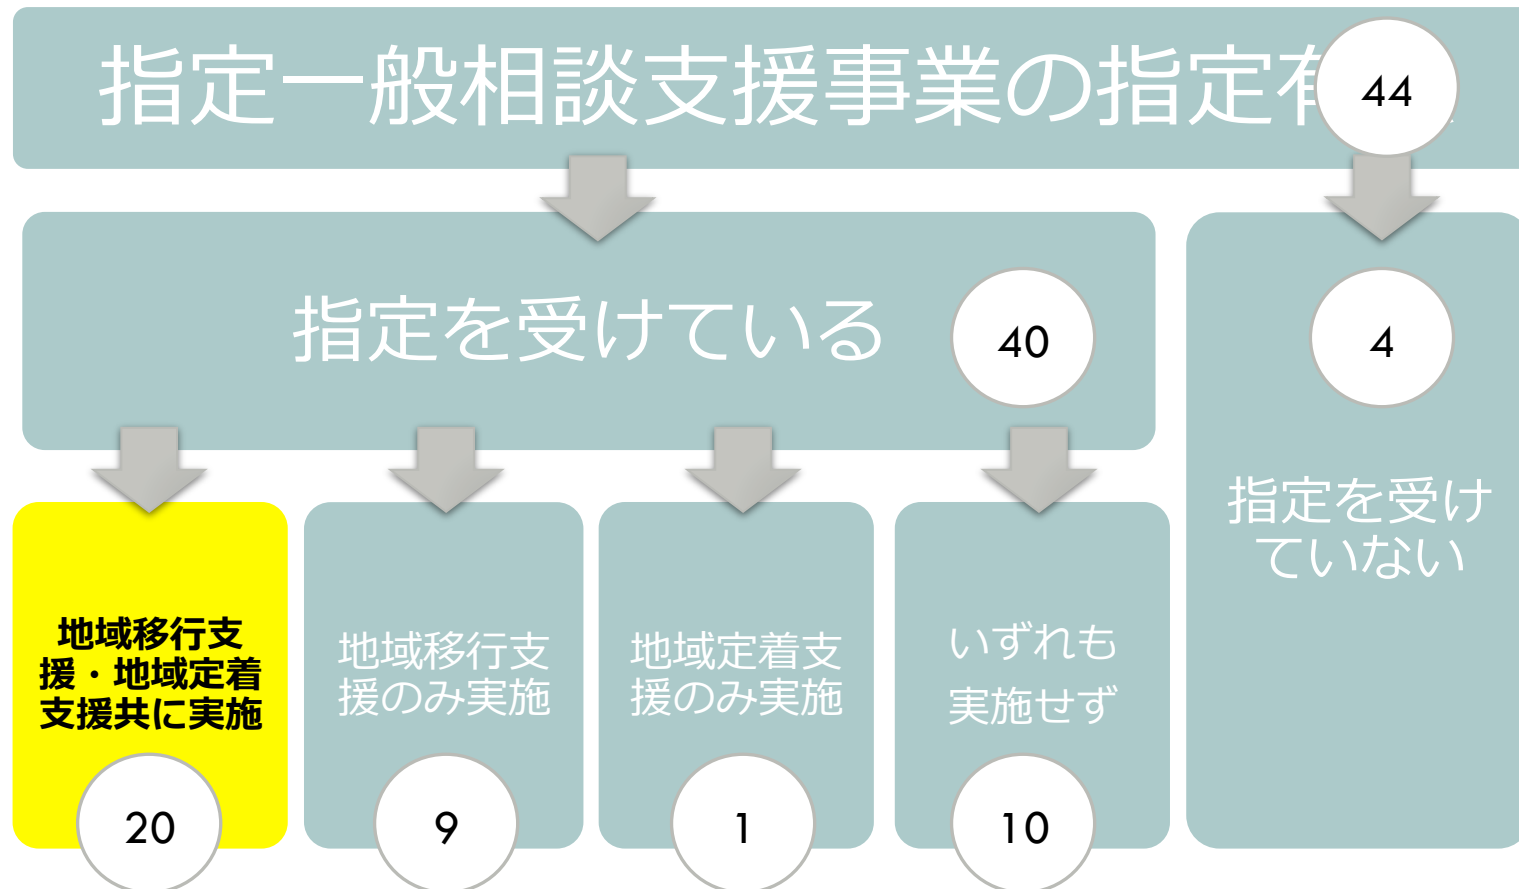 指定一般相談支援事業の指定有
44
指定を受けている
40
4
指定を受け
ていない
地域移行支
援・地域定着
支援共に実施
地域移行支
援のみ実施
地域定着支
援のみ実施
いずれも
実施せず
20
9
1
10